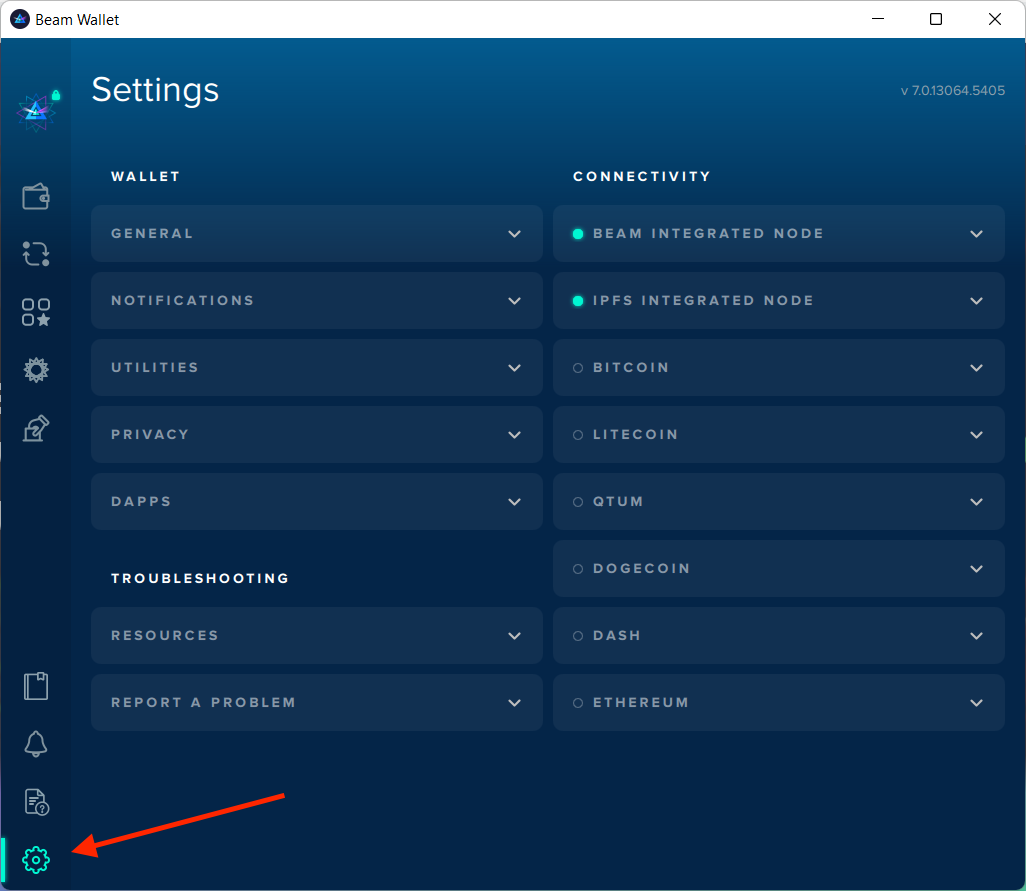 Beam Wallet
Settings
v 7.0.13064.5405
WALLET
GENERAL
NOTIFICATIONS
UTILITIES
PRIVACY
DAPPS
TROUBLESHOOTING
RESOURCES
REPORT A PROBLEM
CONNECTIVITY
BEAM INTEGRATED NODE
IPFS INTEGRATED NODE
BITCOIN
LITECOIN
QTUM
DOGECOIN
DASH
ETHEREUM